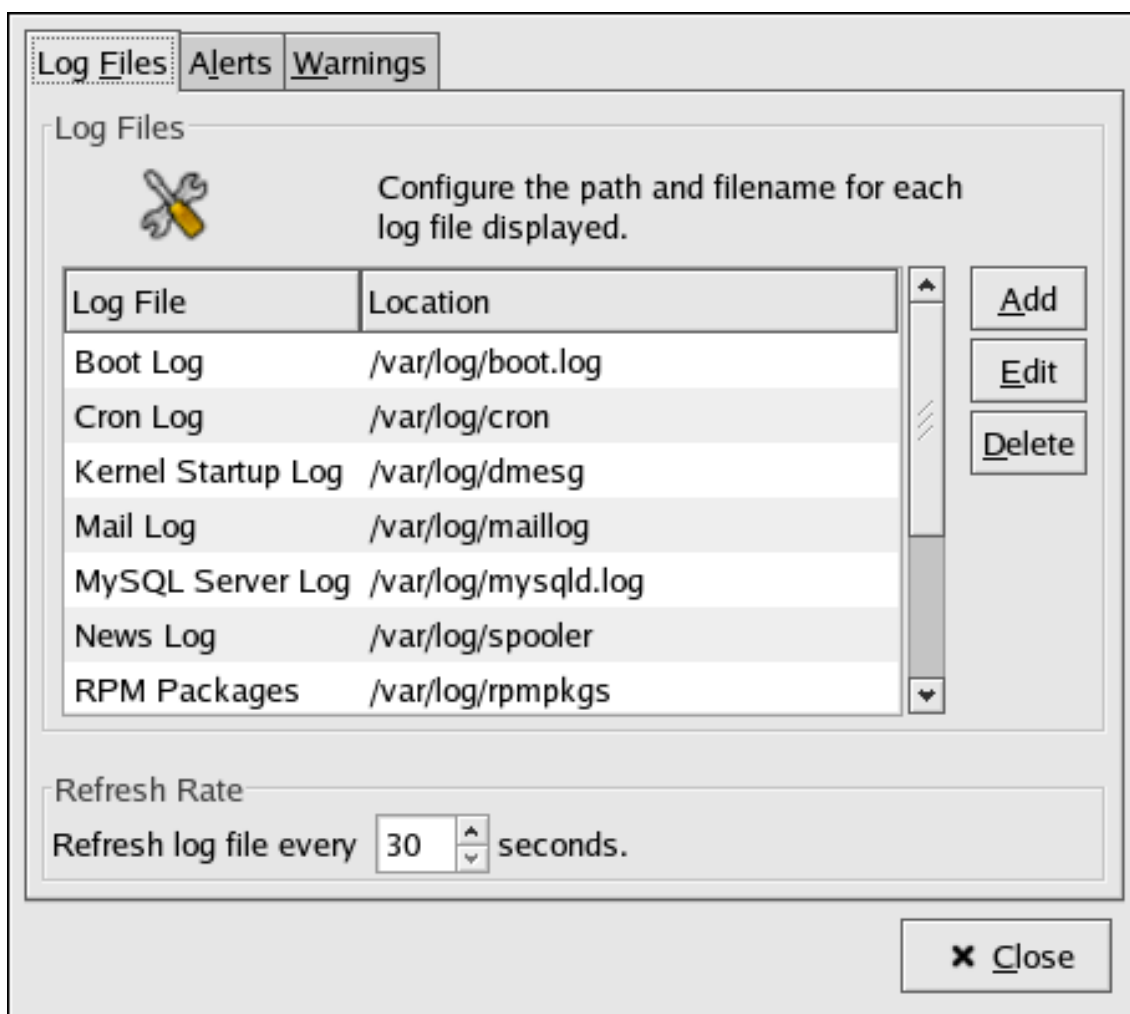 Log Files Alerts Warnings
Log Files
Configure the path and filename for each
log file displayed.
Log File Location
Boot Log /var/log/boot.log
Cron Log /var/log/cron
Kernel Startup Log /var/log/dmesg
Mail Log /var/log/maillog
MySQL Server Log /var/log/mysqld.log
News Log /var/log/spooler
RPM Packages /var/log/rpmpkgs
Add
Edit
Delete
Refresh Rate
Refresh log file every 30 seconds.
Close